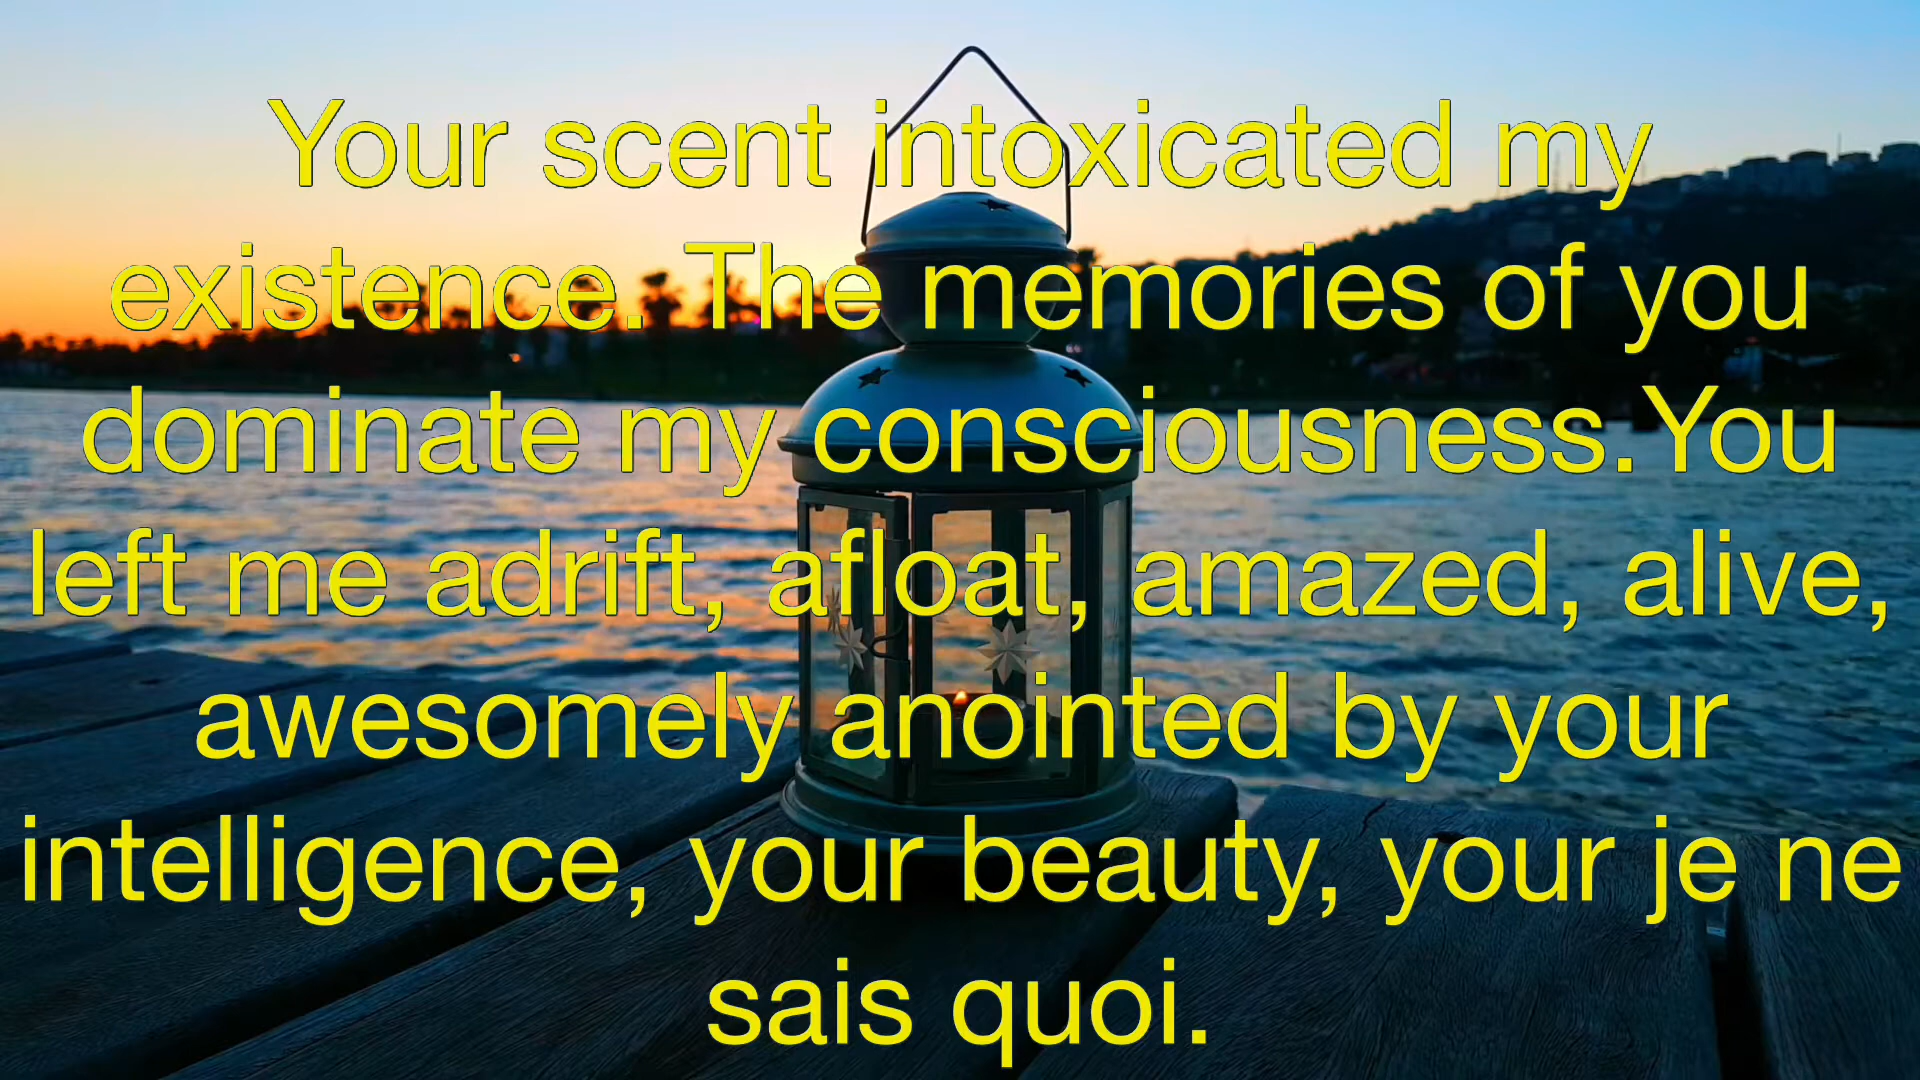 Your scent intoxicated my
existence. The memories of you
dominate my consciousness.You
left me adrift, afloat, amazed, alive,
awesomely anointed by your
intelligence, your beauty, your je ne
sais quoi.